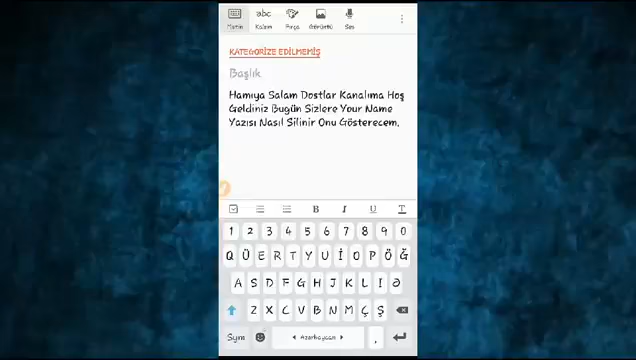 abc
Metin Kalem Fırça Görüntü Ses
KATEGORİZE EDİLMEMİŞ
Başlık
Hamıya Salam Dostlar Kanalıma Hoş
Geldiniz Bugün Sizlere Your Name
Yazısı Nasıl Silinir Onu Gösterecem.
B I U T
1 2 3 4 5 6 7 8 9 0
Q Ü E R T Y U İ O P Ö Ğ
A S D F G H J K L I Ə
Z X C V B N M Ç Ş
Sym Azərbaycan ,